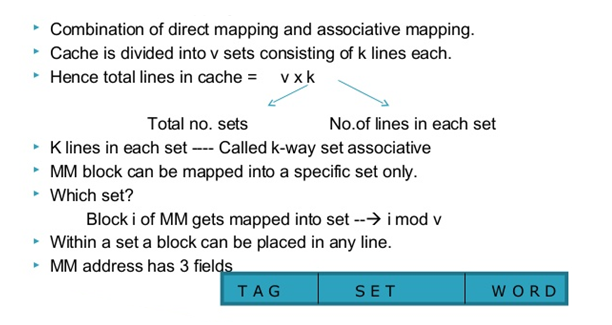 Combination of direct mapping and associative mapping.
Cache is divided into v sets consisting of k lines each.
Hence total lines in cache = v x k
Total no. sets No.of lines in each set
K lines in each set ---- Called k-way set associative
MM block can be mapped into a specific set only.
Which set?
Block i of MM gets mapped into set --→ i mod v
Within a set a block can be placed in any line.
MM address has 3 fields
TAG SET WORD